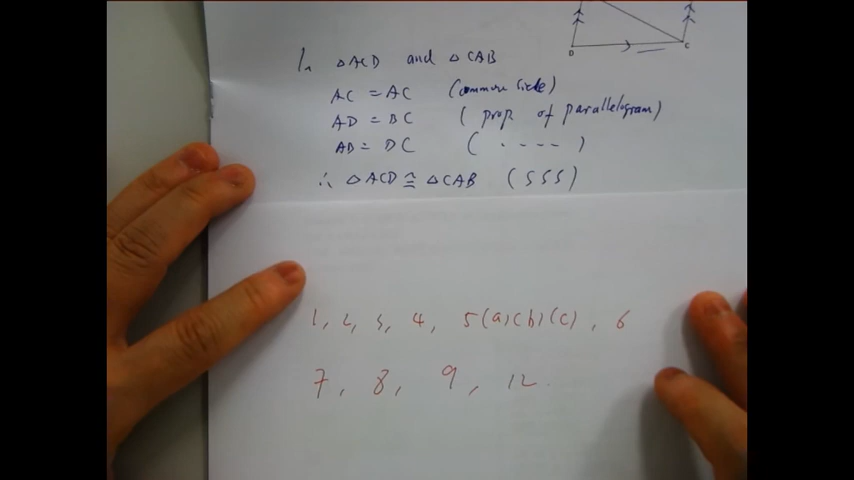 D
C
In △ACD and △CAB
AC = AC (common side)
AD = BC (prop of parallelogram)
AB = DC ( ---- )
∴ △ACD ≅ △CAB (SSS)
1, 2, 3, 4, 5(a)(b)(c), 6
7, 8, 9, 12.